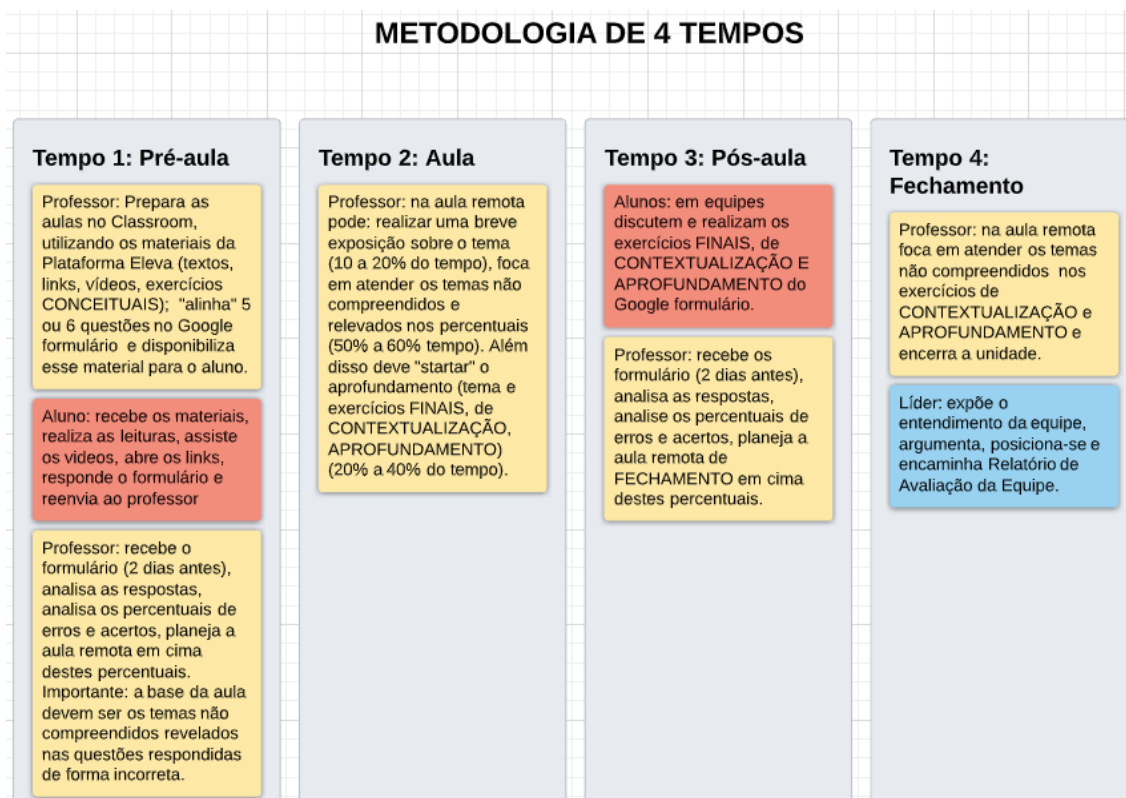 METODOLOGIA DE 4 TEMPOS
Tempo 1: Pré-aula
Professor: Prepara as
aulas no Classroom,
utilizando os materiais da
Plataforma Eleva (textos,
links, vídeos, exercícios
CONCEITUAIS);  "alinha" 5
ou 6 questões no Google
formulário  e disponibiliza
esse material para o aluno.
Aluno: recebe os materiais,
realiza as leituras, assiste
os videos, abre os links,
responde o formulário e
reenvia ao professor
Professor: recebe o
formulário (2 dias antes),
analisa as respostas,
analisa os percentuais de
erros e acertos, planeja a
aula remota em cima
destes percentuais.
Importante: a base da aula
devem ser os temas não
compreendidos revelados
nas questões respondidas
de forma incorreta.
Tempo 2: Aula
Professor: na aula remota
pode: realizar uma breve
exposição sobre o tema
(10 a 20% do tempo), foca
em atender os temas não
compreendidos e
relevados nos percentuais
(50% a 60% tempo). Além
disso deve "startar" o
aprofundamento (tema e
exercícios FINAIS, de
CONTEXTUALIZAÇÃO,
APROFUNDAMENTO)
(20% a 40% do tempo).
Tempo 3: Pós-aula
Alunos: em equipes
discutem e realizam os
exercícios FINAIS, de
CONTEXTUALIZAÇÃO E
APROFUNDAMENTO do
Google formulário.
Professor: recebe os
formulário (2 dias antes),
analisa as respostas,
analise os percentuais de
erros e acertos, planeja a
aula remota de
FECHAMENTO em cima
destes percentuais.
Tempo 4:
Fechamento
Professor: na aula remota
foca em atender os temas
não compreendidos  nos
exercícios de
CONTEXTUALIZAÇÃO e
APROFUNDAMENTO e
encerra a unidade.
Líder: expõe o
entendimento da equipe,
argumenta, posiciona-se e
encaminha Relatório de
Avaliação da Equipe.